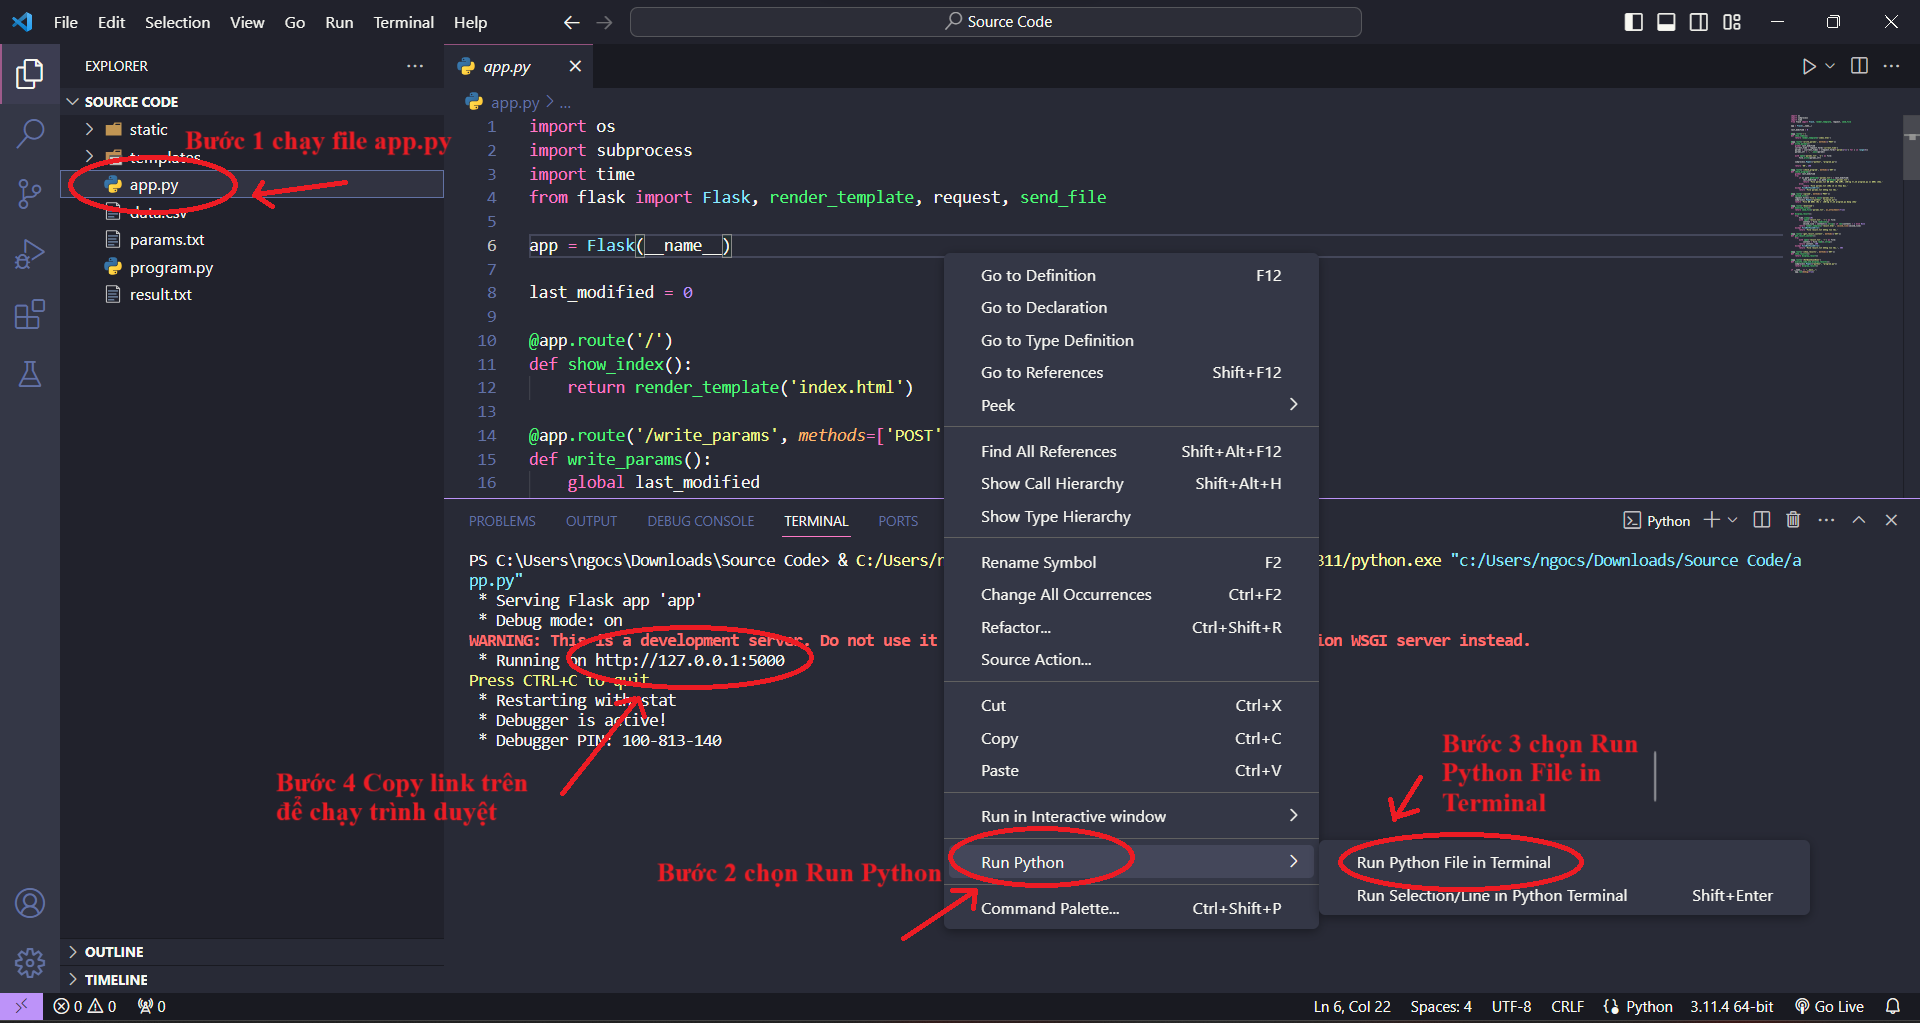 File Edit Selection View Go Run Terminal Help
Source Code
EXPLORER
SOURCE CODE
static
templates
app.py
data.csv
params.txt
program.py
result.txt
OUTLINE
TIMELINE
Bước 1 chạy file app.py
app.py
app.py > ...
1 import os
2 import subprocess
3 import time
4 from flask import Flask, render_template, request, send_file
5
6 app = Flask(__name__)
7
8 last_modified = 0
9
10 @app.route('/')
11 def show_index():
12 return render_template('index.html')
13
14 @app.route('/write_params', methods=['POST'
15 def write_params():
16 global last_modified
Go to Definition F12
Go to Declaration
Go to Type Definition
Go to References Shift+F12
Peek
Find All References Shift+Alt+F12
Show Call Hierarchy Shift+Alt+H
Show Type Hierarchy
Rename Symbol F2
Change All Occurrences Ctrl+F2
Refactor... Ctrl+Shift+R
Source Action...
Cut Ctrl+X
Copy Ctrl+C
Paste Ctrl+V
Run in Interactive window
Run Python
Command Palette... Ctrl+Shift+P
Run Python File in Terminal
Run Selection/Line in Python Terminal Shift+Enter
PROBLEMS OUTPUT DEBUG CONSOLE TERMINAL PORTS
Python
PS C:\Users\ngocs\Downloads\Source Code> & C:/Users/n 311/python.exe "c:/Users/ngocs/Downloads/Source Code/a
pp.py"
* Serving Flask app 'app'
* Debug mode: on
WARNING: This is a development server. Do not use it ion WSGI server instead.
* Running on http://127.0.0.1:5000
Press CTRL+C to quit
* Restarting with stat
* Debugger is active!
* Debugger PIN: 100-813-140
Bước 4 Copy link trên
để chạy trình duyệt
Bước 2 chọn Run Python
Bước 3 chọn Run
Python File in
Terminal
0 0 0
Ln 6, Col 22 Spaces: 4 UTF-8 CRLF Python 3.11.4 64-bit Go Live